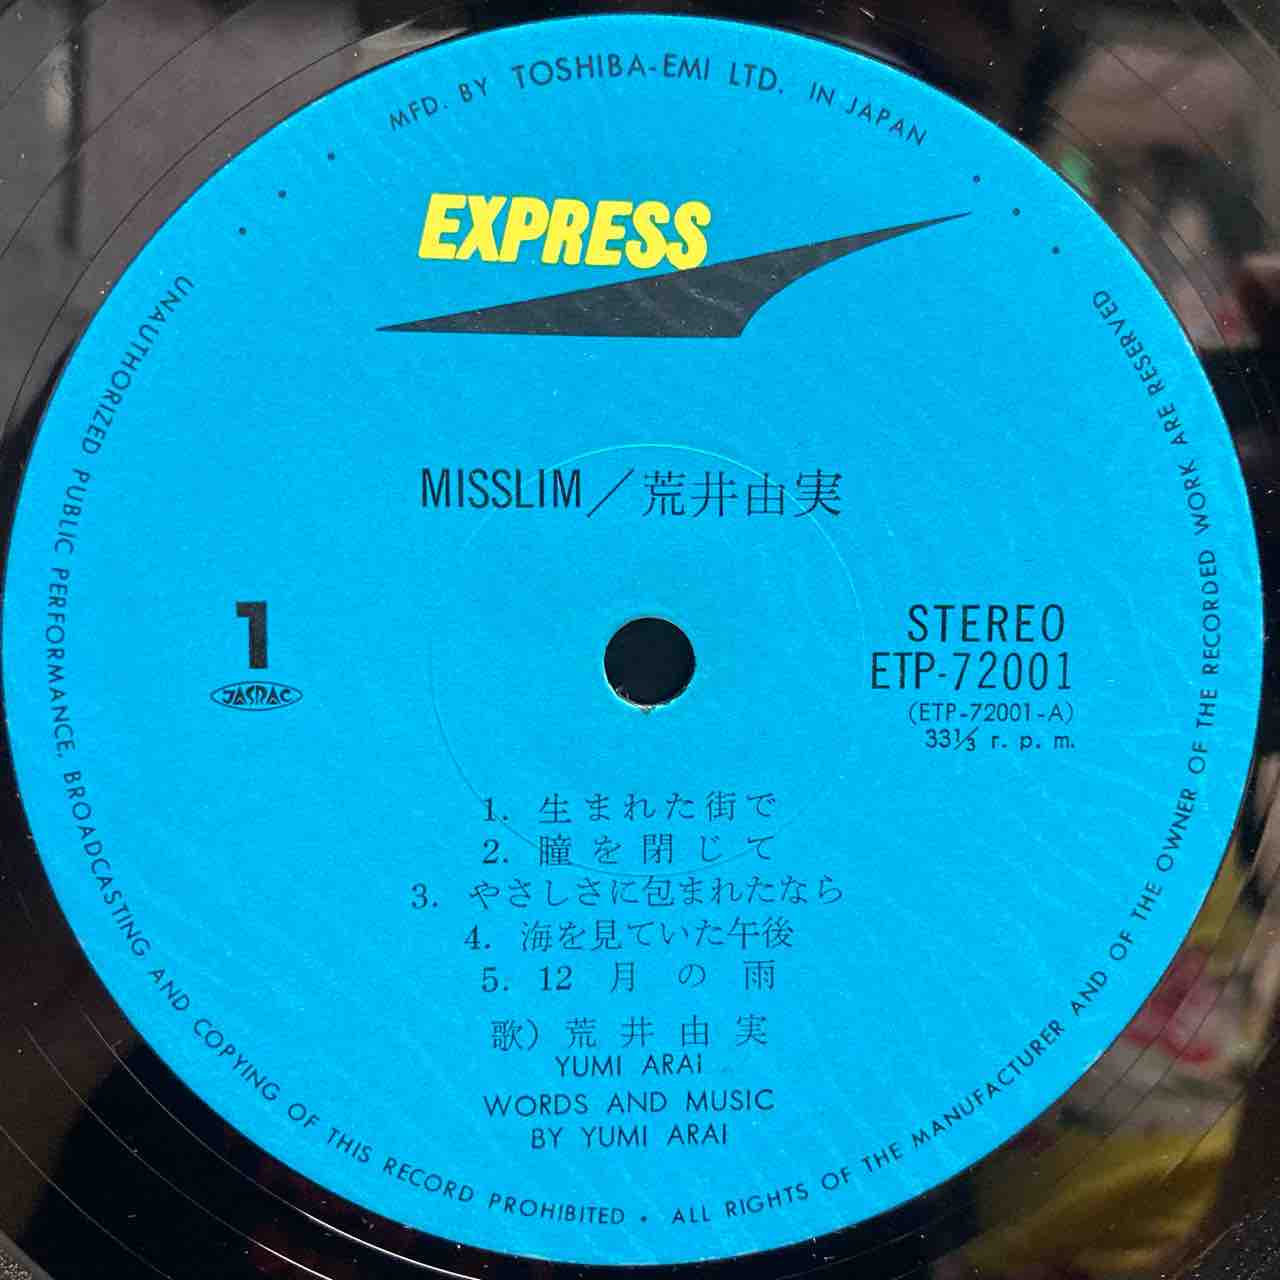 MFD. BY TOSHIBA-EMI LTD. IN JAPAN
EXPRESS
MISSLIM／荒井由実
1
JASRAC
STEREO
ETP-72001
(ETP-72001-A)
33⅓ r. p. m.
1. 生まれた街で
2. 瞳を閉じて
3. やさしさに包まれたなら
4. 海を見ていた午後
5. 12月の雨
歌）荒井由実
YUMI ARAI
WORDS AND MUSIC
BY YUMI ARAI
UNAUTHORIZED PUBLIC PERFORMANCE, BROADCASTING AND COPYING OF THIS RECORD PROHIBITED • ALL RIGHTS OF THE MANUFACTURER AND OF THE OWNER OF THE RECORDED WORK ARE RESERVED